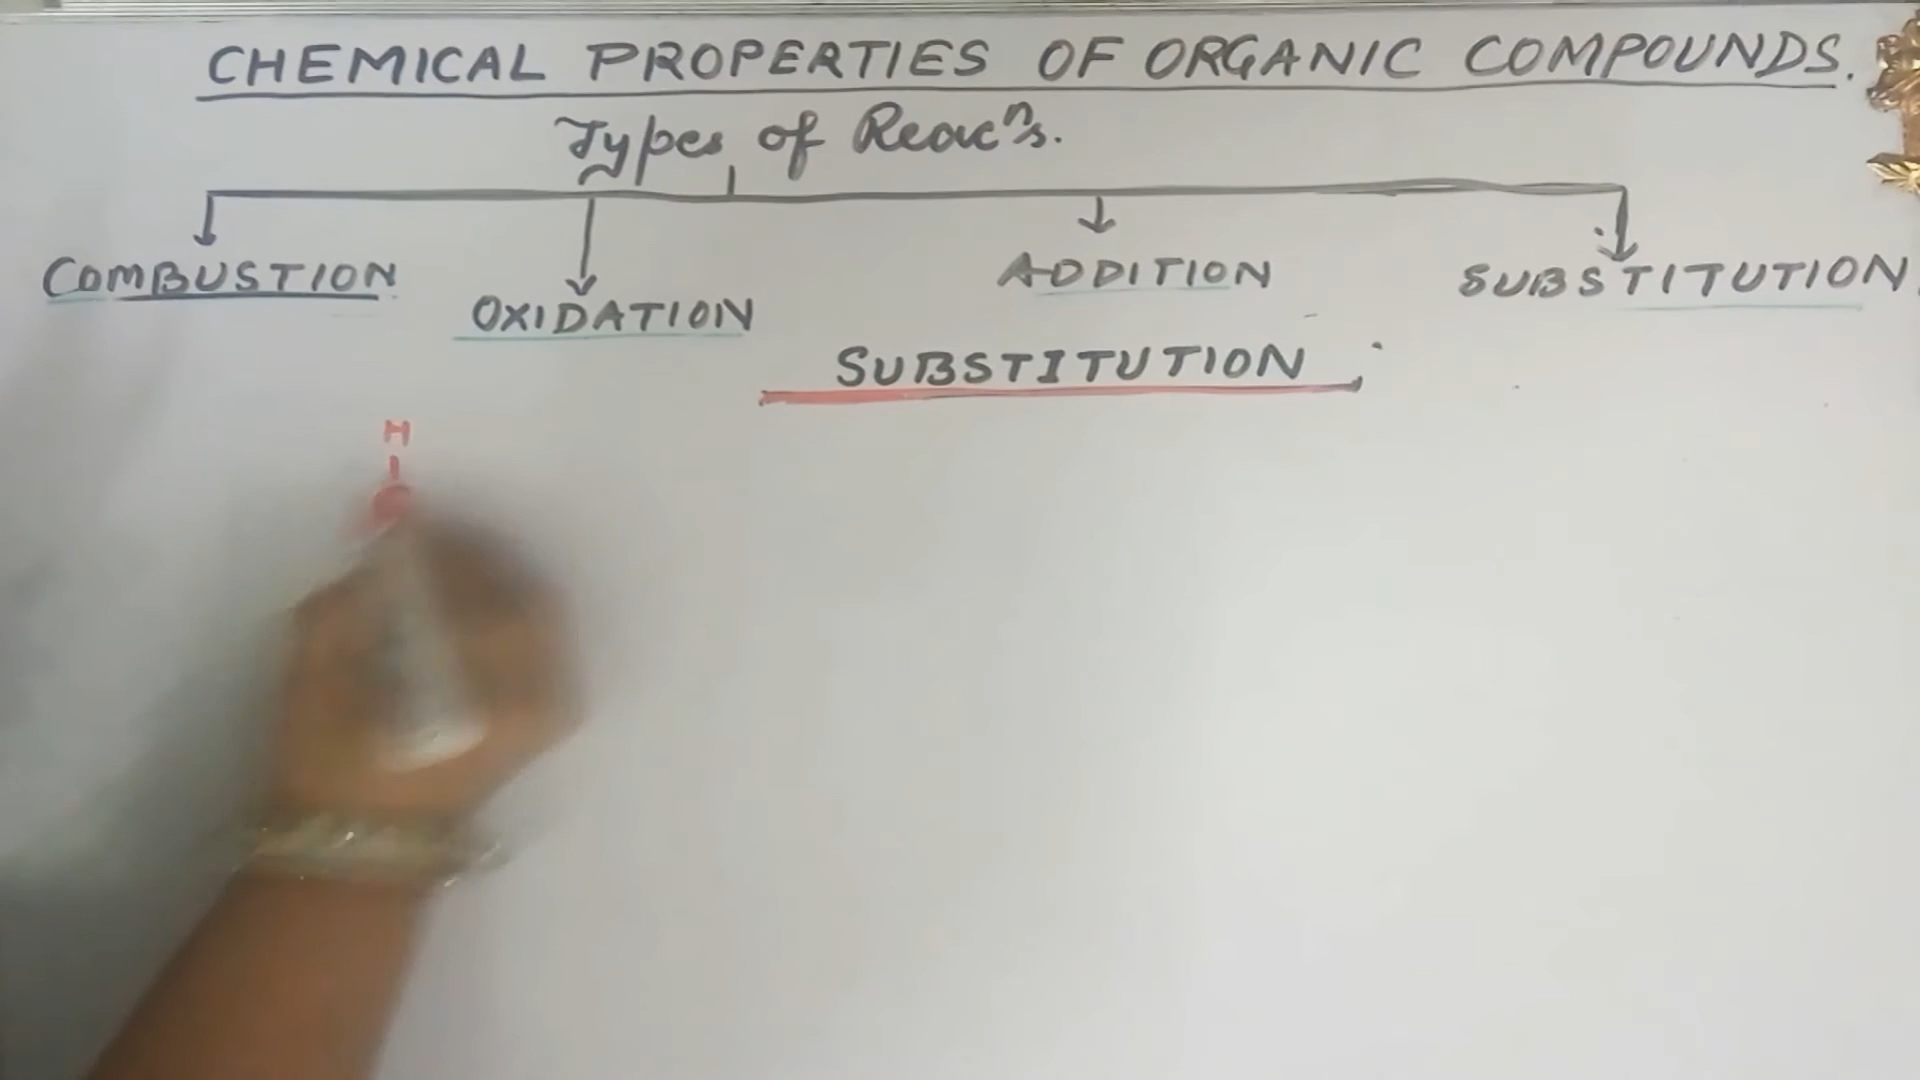 CHEMICAL PROPERTIES OF ORGANIC COMPOUNDS.
Types of Reacⁿs.
COMBUSTION
OXIDATION
ADDITION
SUBSTITUTION
SUBSTITUTION
H